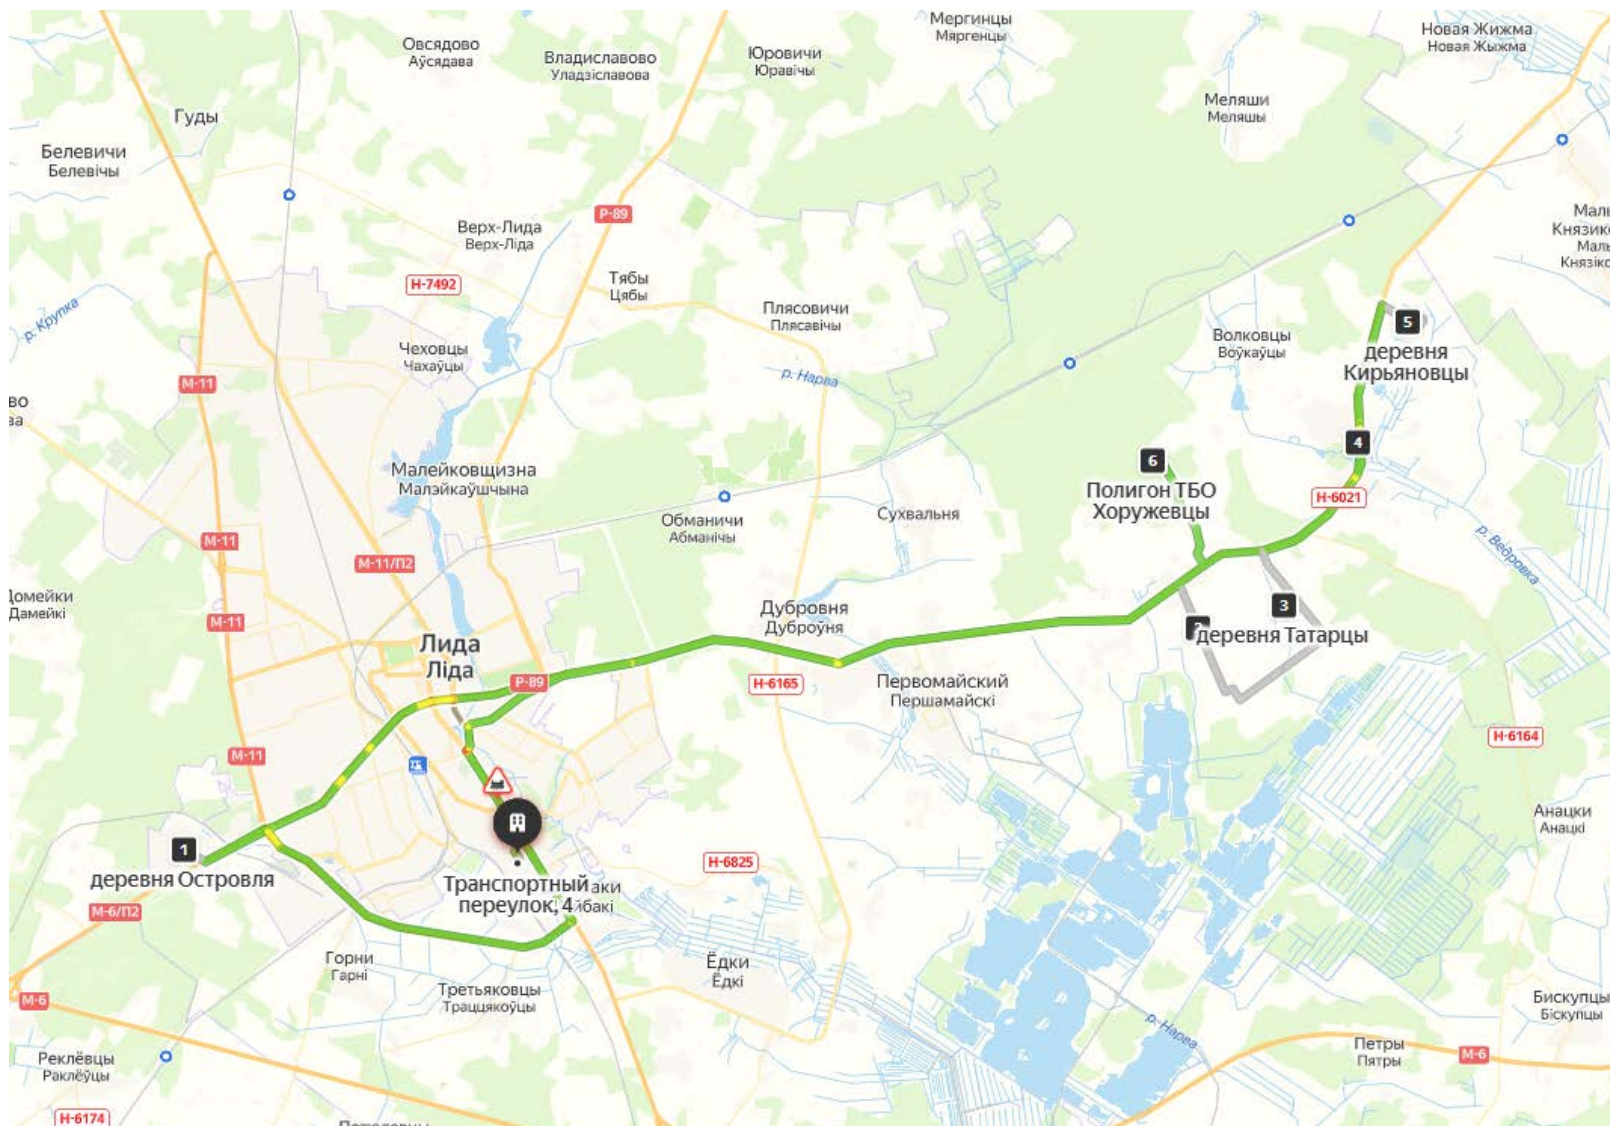 Мергинцы
Мяргенцы
Новая Жижма
Новая Жыжма
Овсядово
Аўсядава
Владиславово
Уладзіславова
Юровичи
Юравічы
Меляши
Меляшы
Гуды
Белевичи
Белевічы
Р-89
Верх-Лида
Верх-Ліда
Н-7492
Тябы
Цябы
Плясовичи
Плясавічы
р. Крупка
Чеховцы
Чахаўцы
М-11
р. Нарва
Волковцы
Воўкаўцы
5
деревня
Кирьяновцы
4
6
Полигон ТБО
Хоружевцы
Н-6021
Малейковщизна
Малэйкаўшчына
Обманичи
Абманічы
Сухвальня
р. Ведровка
М-11
М-11/П2
Домейки
Дамейкі
М-11
Лида
Ліда
Дубровня
Дуброўня
3
деревня Татарцы
Р-89
Н-6165
Первомайский
Першамайскі
М-11
Н-6164
1
деревня Островля
М-6/П2
Н-6825
Анацки
Анацкі
Транспортный
переулок, 4
Горни
Гарні
Третьяковцы
Траццякоўцы
Ёдки
Ёдкі
М-6
Бискупцы
Біскупцы
р. Нарва
Петры
Пятры
М-6
Реклёвцы
Раклёўцы
Н-6174